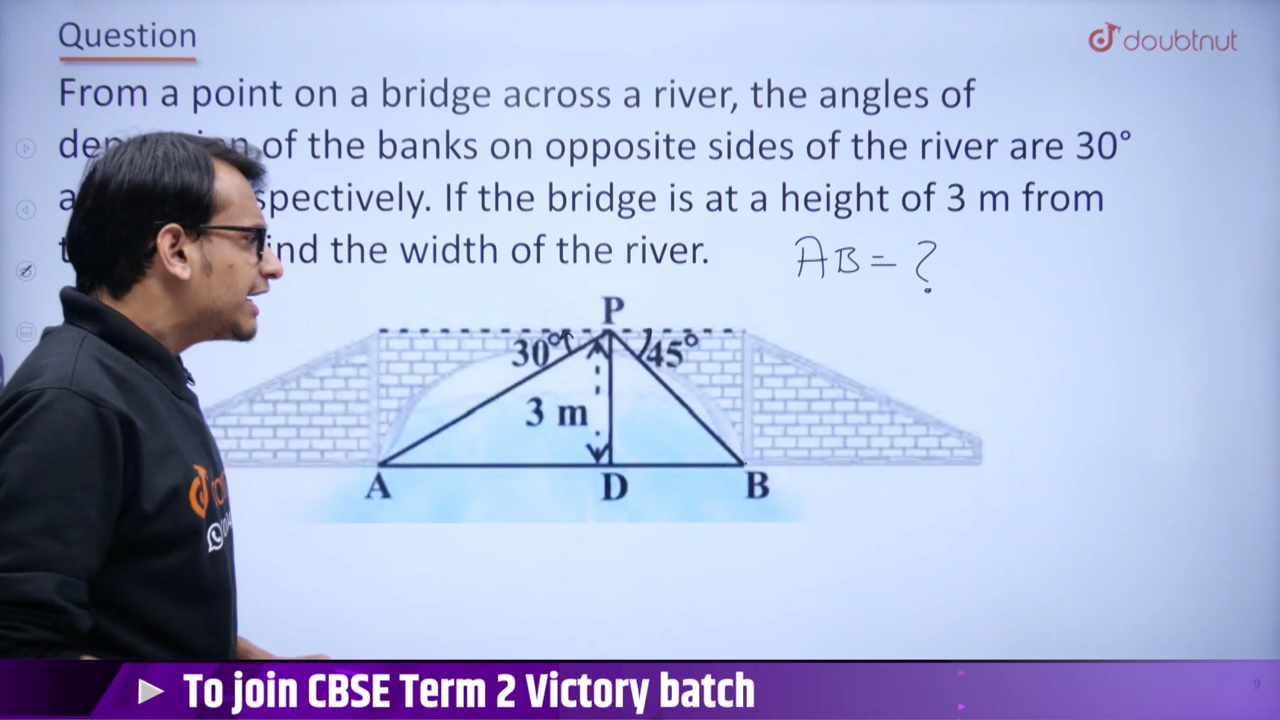 Question
doubtnut
From a point on a bridge across a river, the angles of
of the banks on opposite sides of the river are 30°
If the bridge is at a height of 3 m from
the width of the river.
AB = ?
P
30° 45°
3 m
A D B
To join CBSE Term 2 Victory batch
9